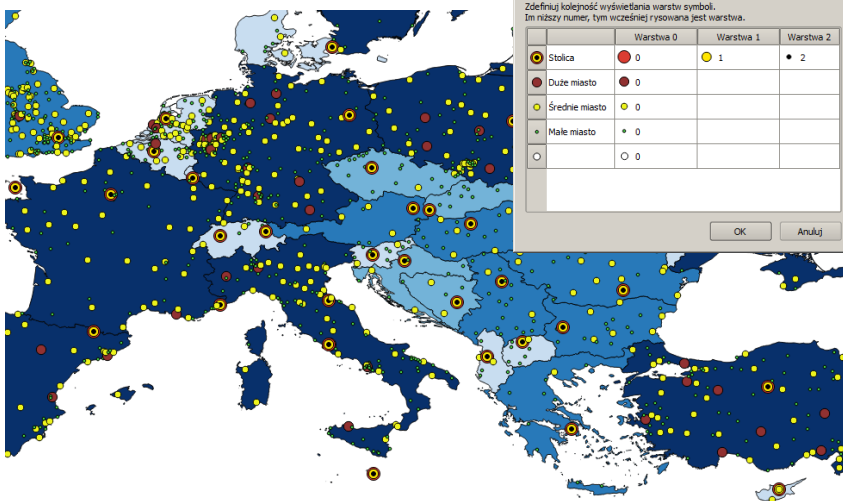 Zdefiniuj kolejność wyświetlania warstw symboli.
Im niższy numer, tym wcześniej rysowana jest warstwa.
Warstwa 0 Warstwa 1 Warstwa 2
Stolica 0 1 2
Duże miasto 0
Średnie miasto 0
Małe miasto 0
0
OK Anuluj